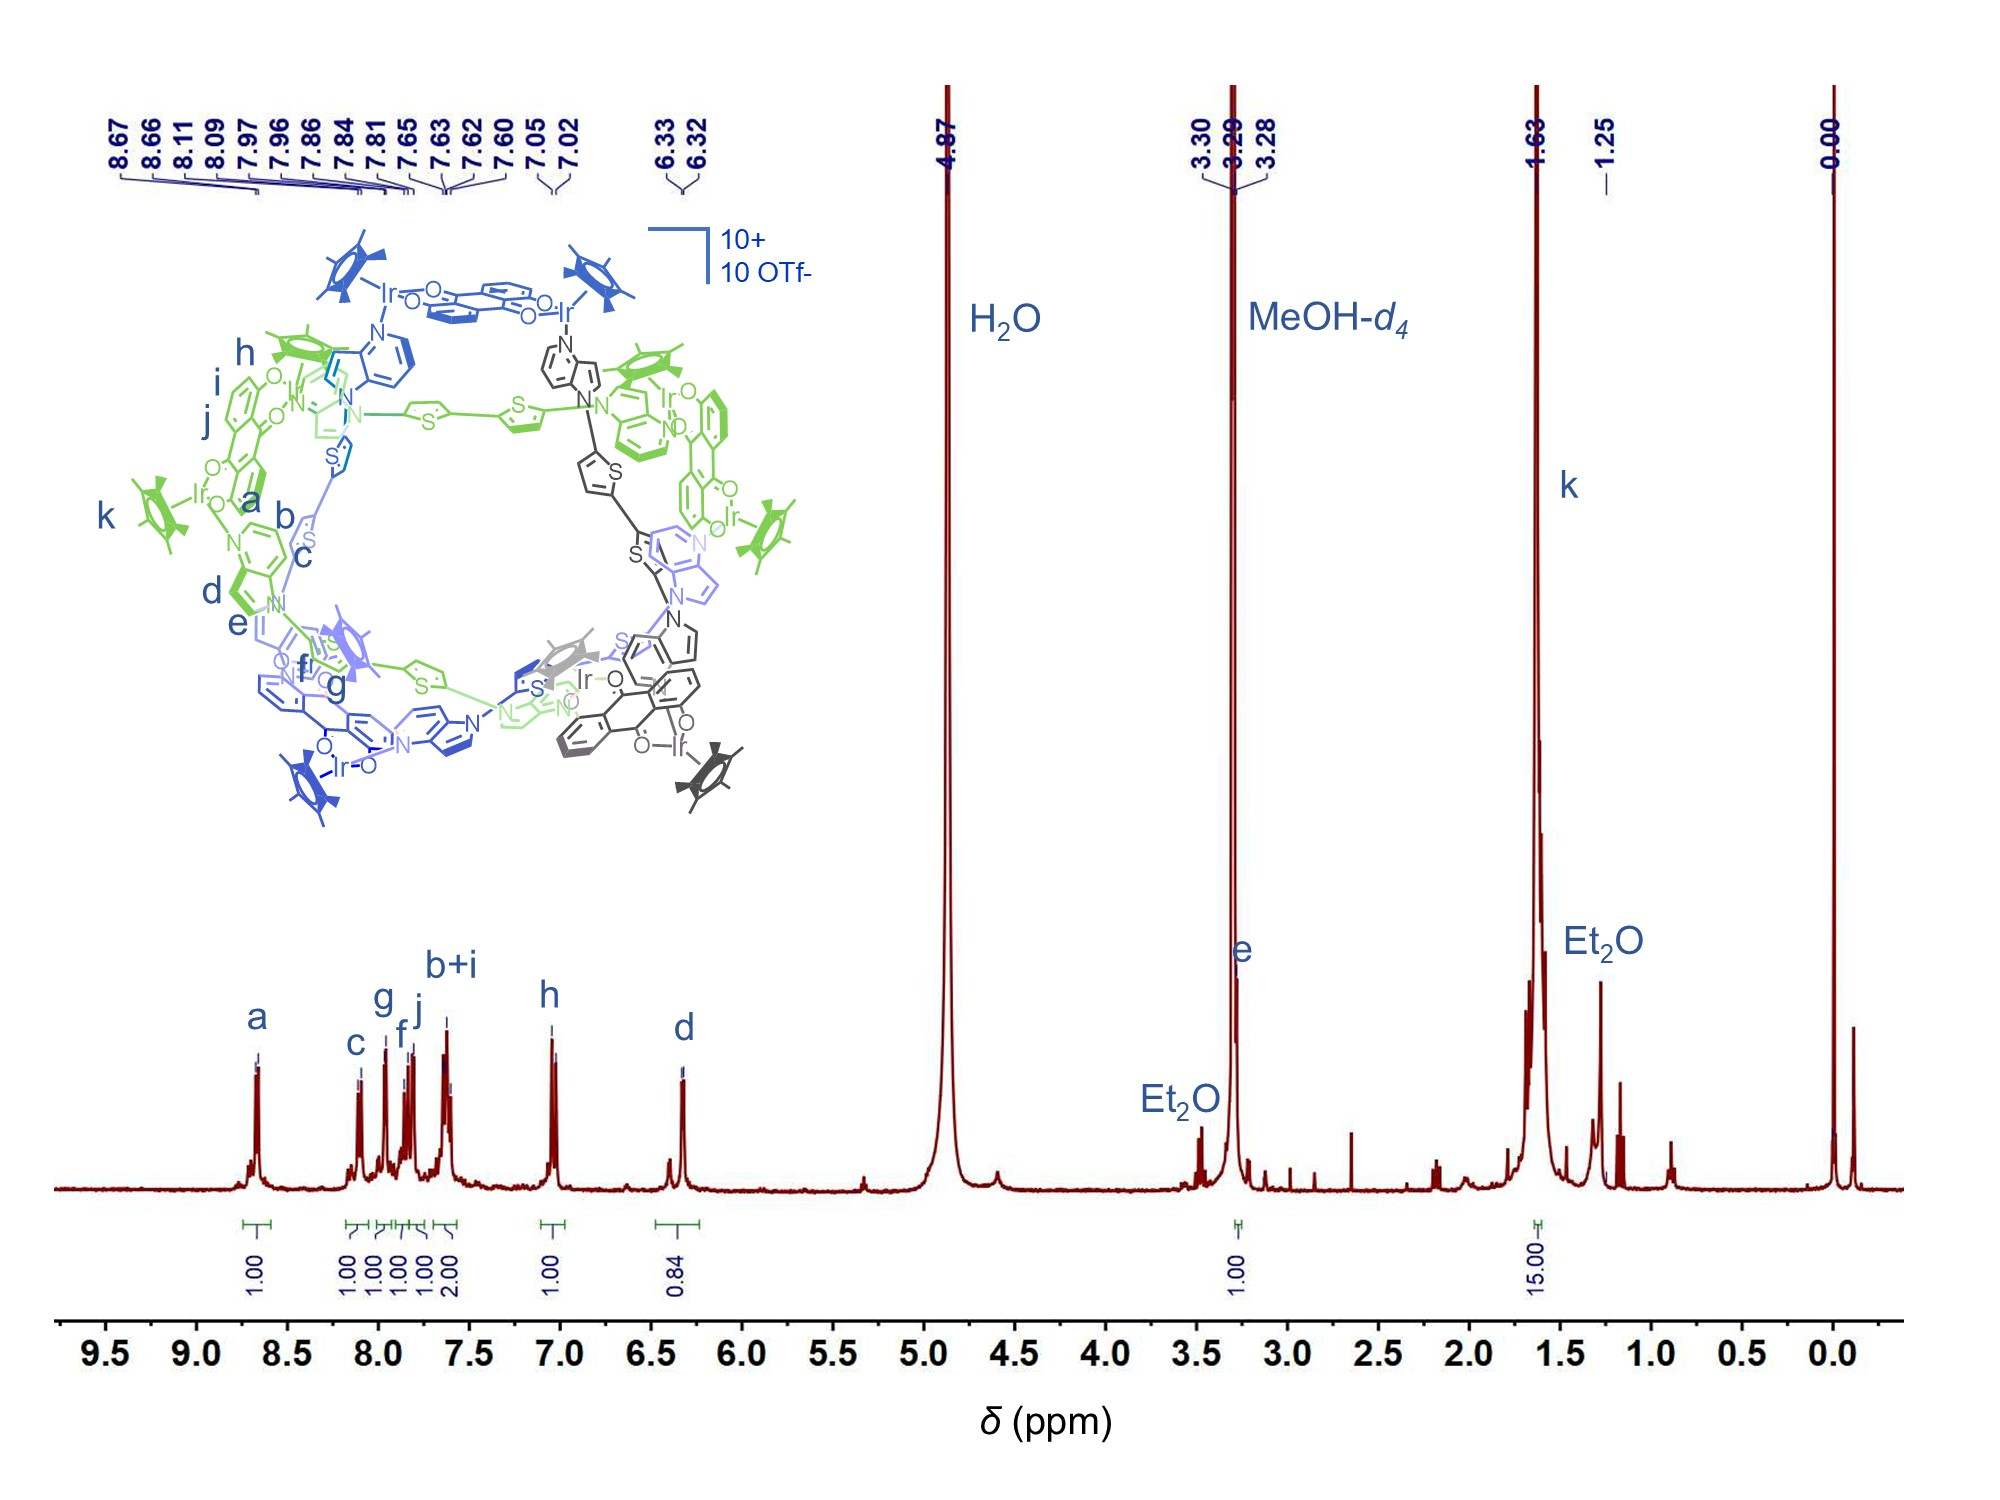 8.67
8.66
8.11
8.09
7.97
7.96
7.86
7.84
7.81
7.65
7.63
7.62
7.60
7.05
7.02
6.33
6.32
4.87
3.30
3.29
3.28
1.63
1.25
0.00
10+
10 OTf-
H2O
MeOH-d4
Ir O O O O Ir
N N
h
i
j
k
a
b
c
d
e
f
g
N N S S N N
O O Ir O O Ir
S S S S
Ir O O Ir
k
Et2O
e
Et2O
b+i
g
j
f
a
c
h
d
1.00
1.00
1.00
1.00
1.00
2.00
1.00
0.84
1.00
15.00
9.5 9.0 8.5 8.0 7.5 7.0 6.5 6.0 5.5 5.0 4.5 4.0 3.5 3.0 2.5 2.0 1.5 1.0 0.5 0.0
δ (ppm)